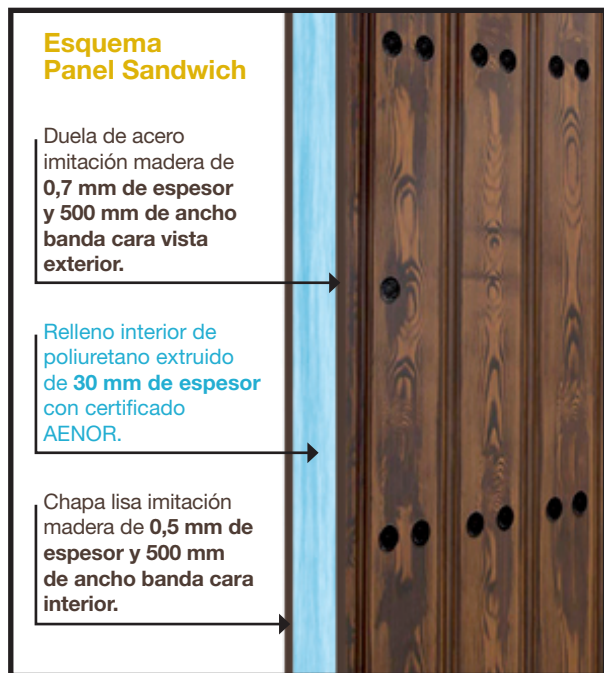 Esquema
Panel Sandwich
Duela de acero
imitación madera de
0,7 mm de espesor
y 500 mm de ancho
banda cara vista
exterior.
Relleno interior de
poliuretano extruido
de 30 mm de espesor
con certificado
AENOR.
Chapa lisa imitación
madera de 0,5 mm de
espesor y 500 mm
de ancho banda cara
interior.